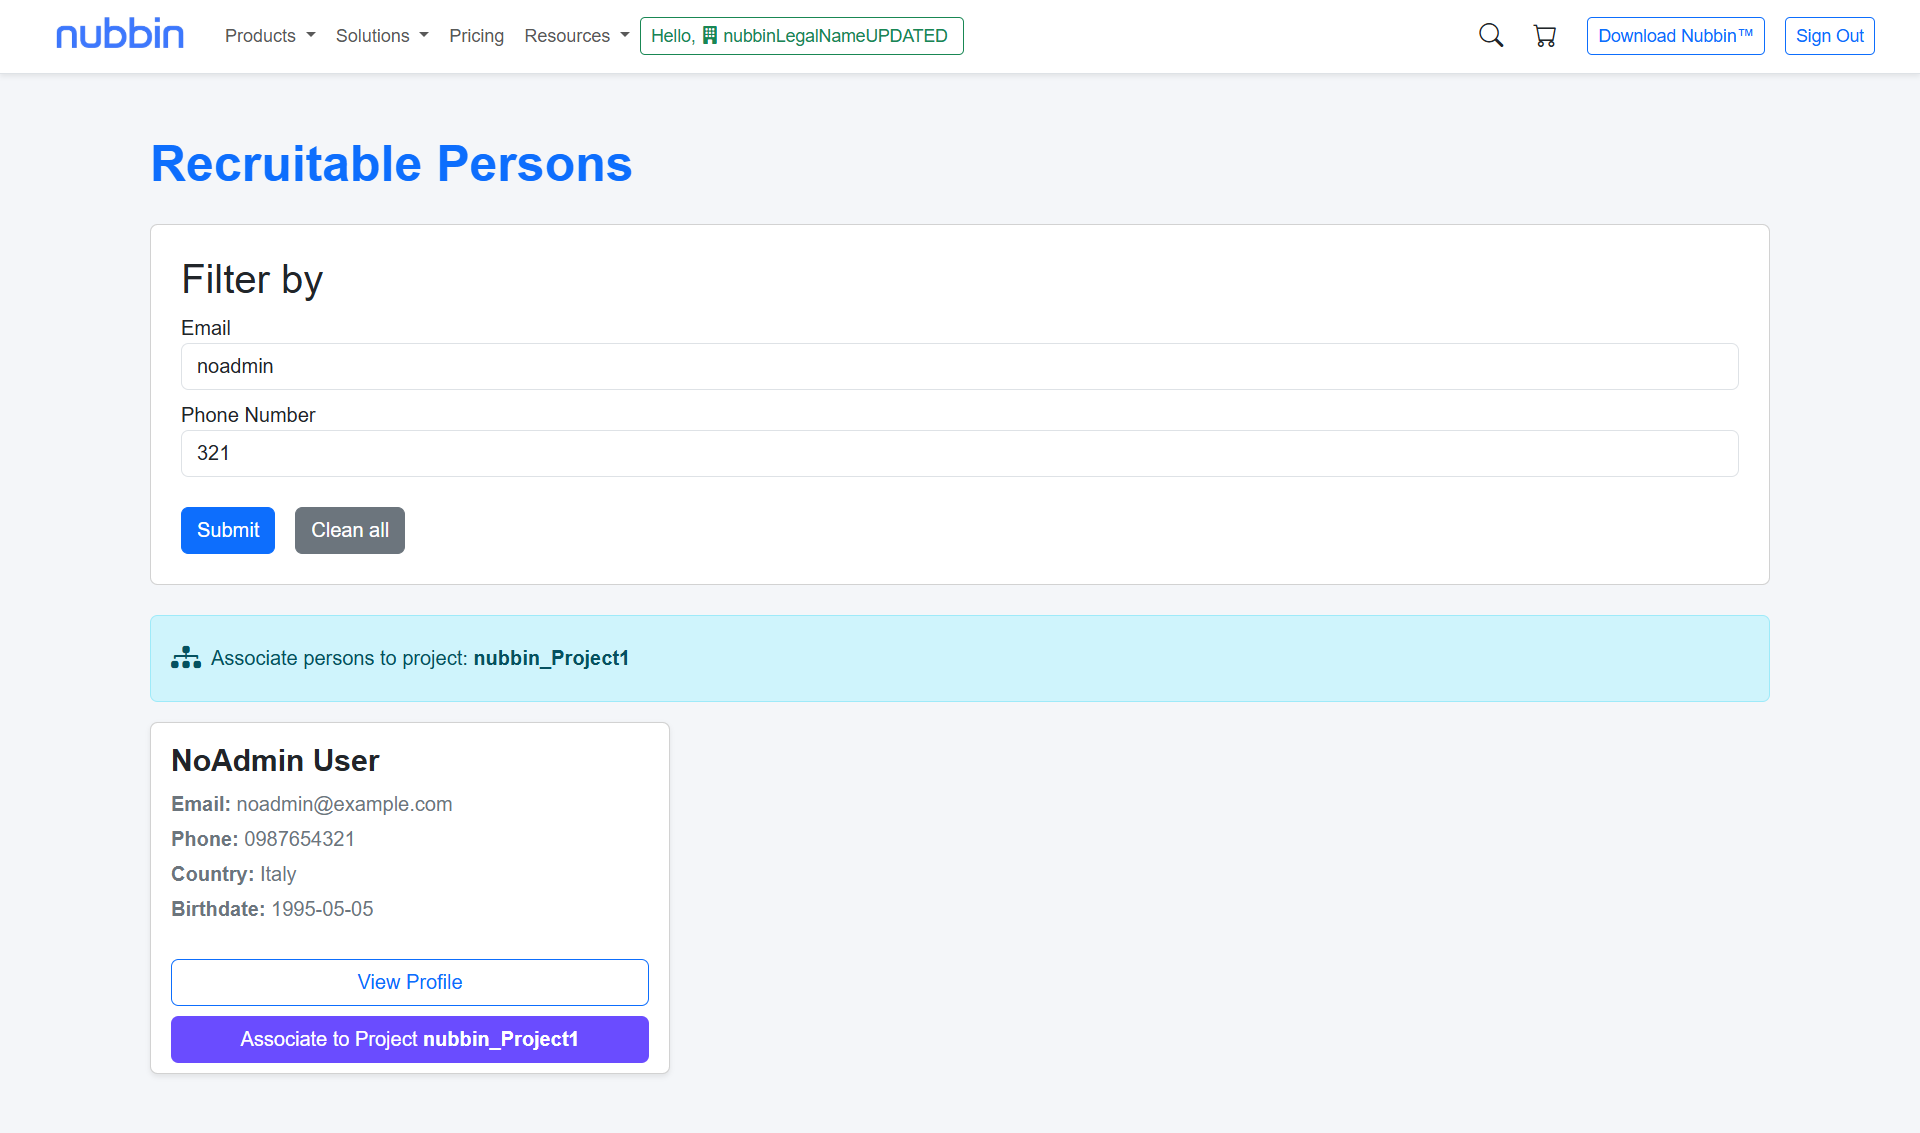 nubbin Products Solutions Pricing Resources Hello, nubbinLegalNameUPDATED Download Nubbin™ Sign Out
Recruitable Persons
Filter by
Email
noadmin
Phone Number
321
Submit Clean all
Associate persons to project: nubbin_Project1
NoAdmin User
Email: noadmin@example.com
Phone: 0987654321
Country: Italy
Birthdate: 1995-05-05
View Profile
Associate to Project nubbin_Project1